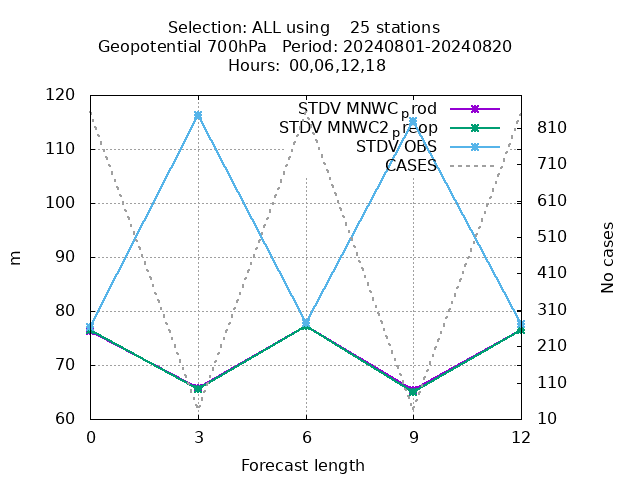 Selection: ALL using    25 stations
Geopotential 700hPa   Period: 20240801-20240820
Hours: 00,06,12,18
STDV MNWC_prod
STDV MNWC2_preop
STDV OBS
CASES
120
110
100
90
80
70
60
m
810
710
610
510
410
310
210
110
10
No cases
0 3 6 9 12
Forecast length